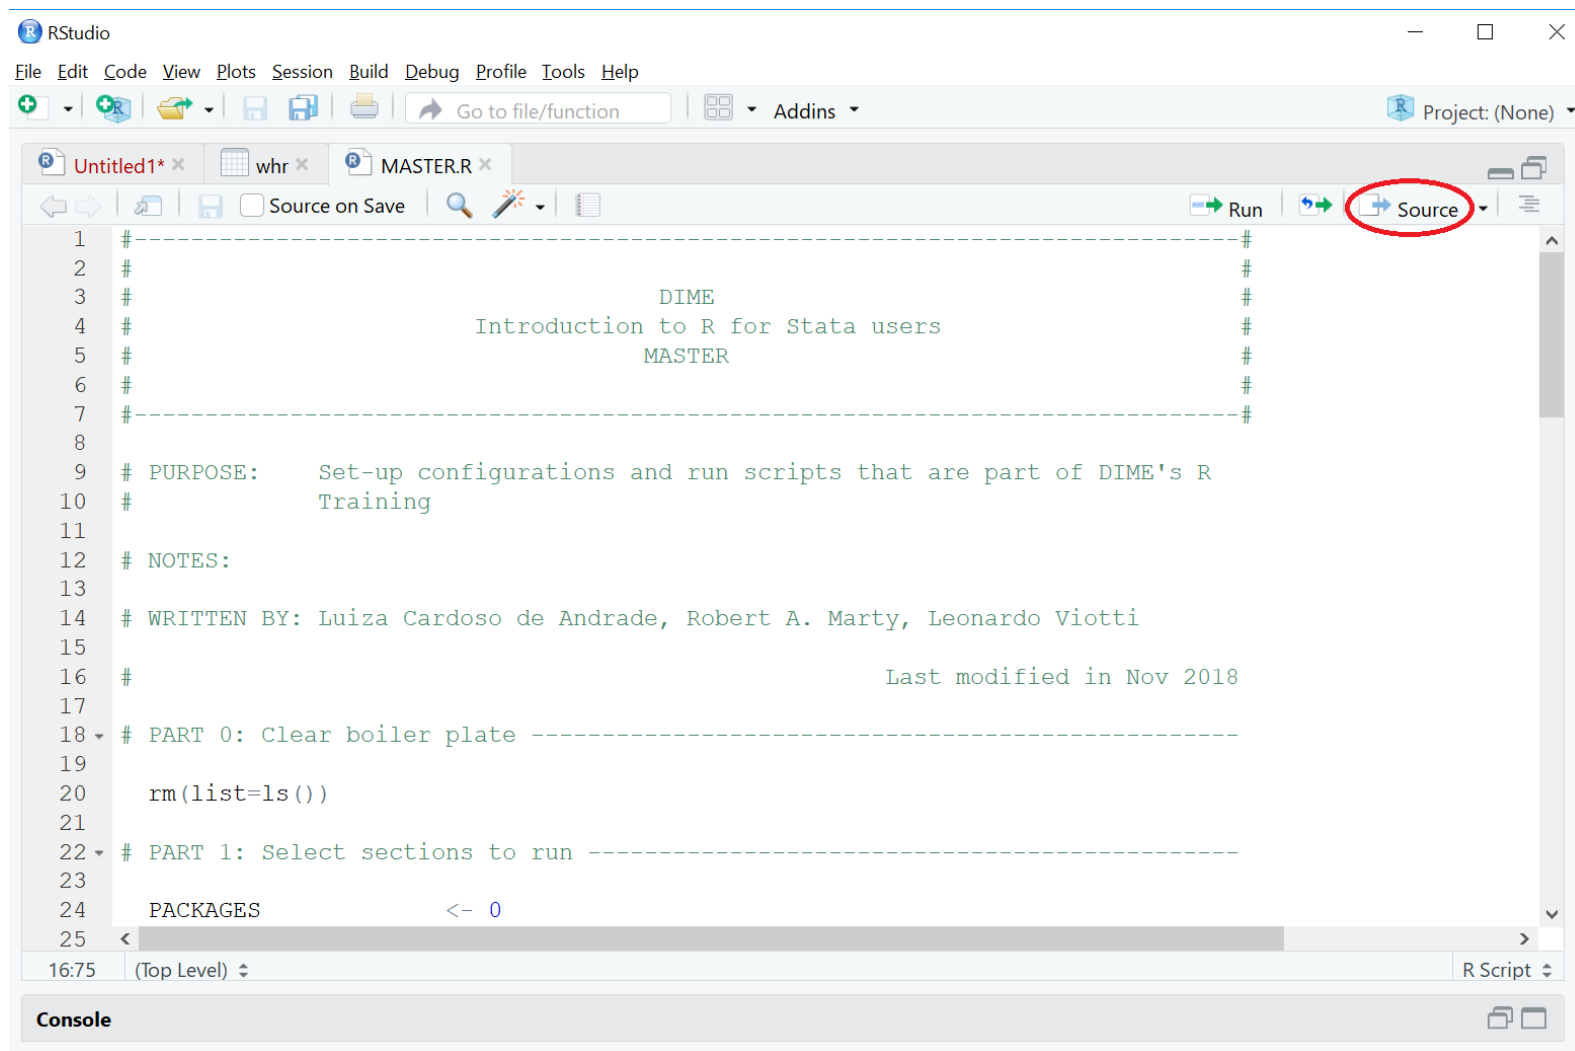 RStudio
File Edit Code View Plots Session Build Debug Profile Tools Help
Go to file/function Addins Project: (None)
Untitled1* whr MASTER.R
Source on Save Run Source
1 #------------------------------------------------------------------------------#
2 # #
3 # DIME #
4 # Introduction to R for Stata users #
5 # MASTER #
6 # #
7 #------------------------------------------------------------------------------#
8
9 # PURPOSE: Set-up configurations and run scripts that are part of DIME's R
10 # Training
11
12 # NOTES:
13
14 # WRITTEN BY: Luiza Cardoso de Andrade, Robert A. Marty, Leonardo Viotti
15
16 # Last modified in Nov 2018
17
18 # PART 0: Clear boiler plate --------------------------------------------------
19
20 rm(list=ls())
21
22 # PART 1: Select sections to run ----------------------------------------------
23
24 PACKAGES <- 0
25
16:75 (Top Level) R Script
Console